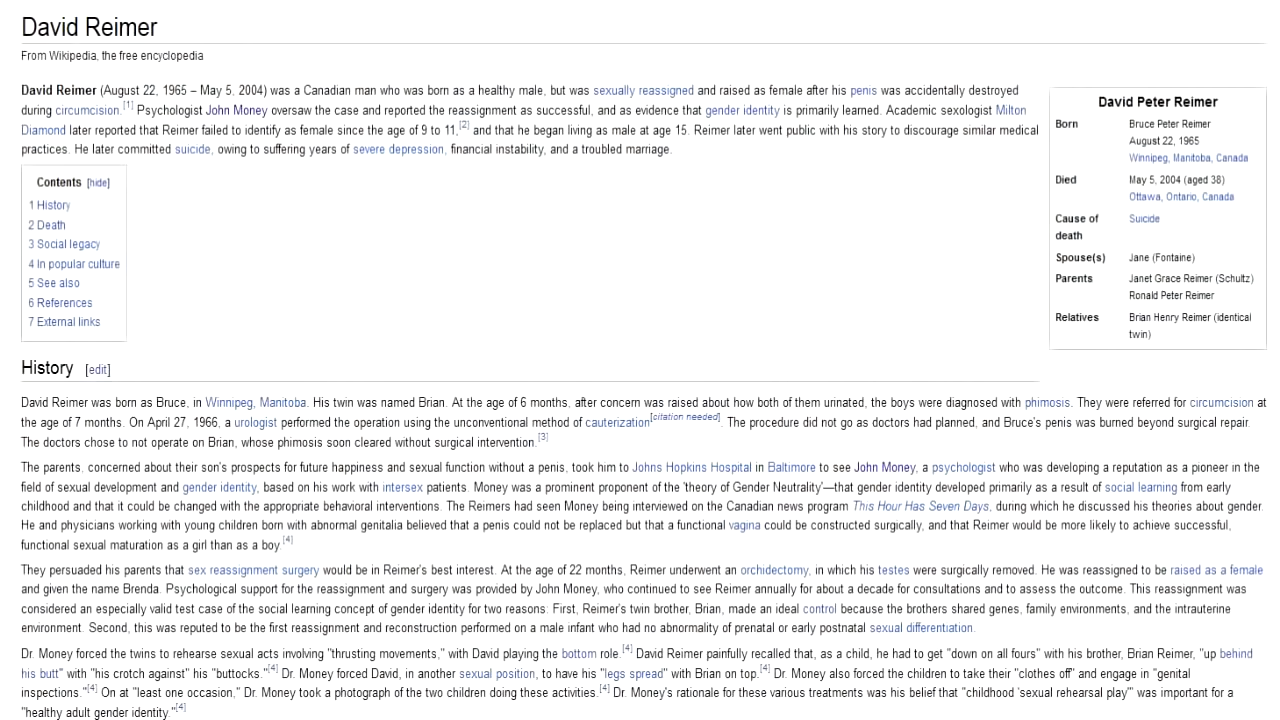 David Reimer
From Wikipedia, the free encyclopedia
David Reimer (August 22, 1965 – May 5, 2004) was a Canadian man who was born as a healthy male, but was sexually reassigned and raised as female after his penis was accidentally destroyed
during circumcision.[1] Psychologist John Money oversaw the case and reported the reassignment as successful, and as evidence that gender identity is primarily learned. Academic sexologist Milton
Diamond later reported that Reimer failed to identify as female since the age of 9 to 11,[2] and that he began living as male at age 15. Reimer later went public with his story to discourage similar medical
practices. He later committed suicide, owing to suffering years of severe depression, financial instability, and a troubled marriage.
David Peter Reimer
Born Bruce Peter Reimer
August 22, 1965
Winnipeg, Manitoba, Canada
Died May 5, 2004 (aged 38)
Ottawa, Ontario, Canada
Cause of Suicide
death
Spouse(s) Jane (Fontaine)
Parents Janet Grace Reimer (Schultz)
Ronald Peter Reimer
Relatives Brian Henry Reimer (identical
twin)
Contents [hide]
1 History
2 Death
3 Social legacy
4 In popular culture
5 See also
6 References
7 External links
History [edit]
David Reimer was born as Bruce, in Winnipeg, Manitoba. His twin was named Brian. At the age of 6 months, after concern was raised about how both of them urinated, the boys were diagnosed with phimosis. They were referred for circumcision at
the age of 7 months. On April 27, 1966, a urologist performed the operation using the unconventional method of cauterization[citation needed]. The procedure did not go as doctors had planned, and Bruce's penis was burned beyond surgical repair.
The doctors chose to not operate on Brian, whose phimosis soon cleared without surgical intervention.[3]
The parents, concerned about their son's prospects for future happiness and sexual function without a penis, took him to Johns Hopkins Hospital in Baltimore to see John Money, a psychologist who was developing a reputation as a pioneer in the
field of sexual development and gender identity, based on his work with intersex patients. Money was a prominent proponent of the 'theory of Gender Neutrality'—that gender identity developed primarily as a result of social learning from early
childhood and that it could be changed with the appropriate behavioral interventions. The Reimers had seen Money being interviewed on the Canadian news program This Hour Has Seven Days, during which he discussed his theories about gender.
He and physicians working with young children born with abnormal genitalia believed that a penis could not be replaced but that a functional vagina could be constructed surgically, and that Reimer would be more likely to achieve successful,
functional sexual maturation as a girl than as a boy.[4]
They persuaded his parents that sex reassignment surgery would be in Reimer's best interest. At the age of 22 months, Reimer underwent an orchidectomy, in which his testes were surgically removed. He was reassigned to be raised as a female
and given the name Brenda. Psychological support for the reassignment and surgery was provided by John Money, who continued to see Reimer annually for about a decade for consultations and to assess the outcome. This reassignment was
considered an especially valid test case of the social learning concept of gender identity for two reasons: First, Reimer's twin brother, Brian, made an ideal control because the brothers shared genes, family environments, and the intrauterine
environment. Second, this was reputed to be the first reassignment and reconstruction performed on a male infant who had no abnormality of prenatal or early postnatal sexual differentiation.
Dr. Money forced the twins to rehearse sexual acts involving "thrusting movements," with David playing the bottom role.[4] David Reimer painfully recalled that, as a child, he had to get "down on all fours" with his brother, Brian Reimer, "up behind
his butt" with "his crotch against" his "buttocks."[4] Dr. Money forced David, in another sexual position, to have his "legs spread" with Brian on top.[4] Dr. Money also forced the children to take their "clothes off" and engage in "genital
inspections."[4] On at "least one occasion," Dr. Money took a photograph of the two children doing these activities.[4] Dr. Money's rationale for these various treatments was his belief that "childhood 'sexual rehearsal play'" was important for a
"healthy adult gender identity."[4]